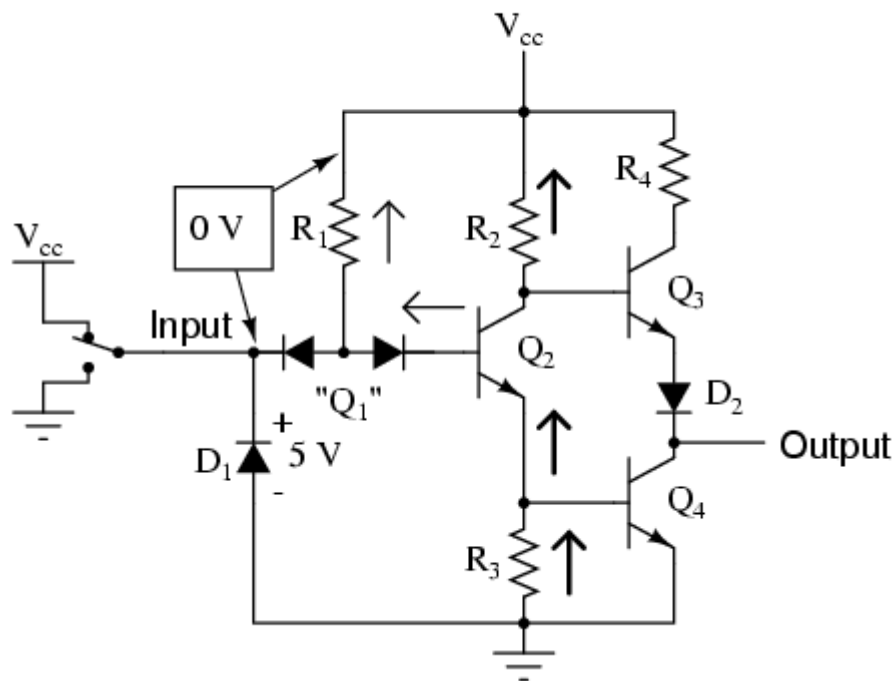 Vcc
R4
0 V
R1
R2
Vcc
Q3
Input
Q2
"Q1"
D2
+
Output
D1
5 V
-
Q4
R3